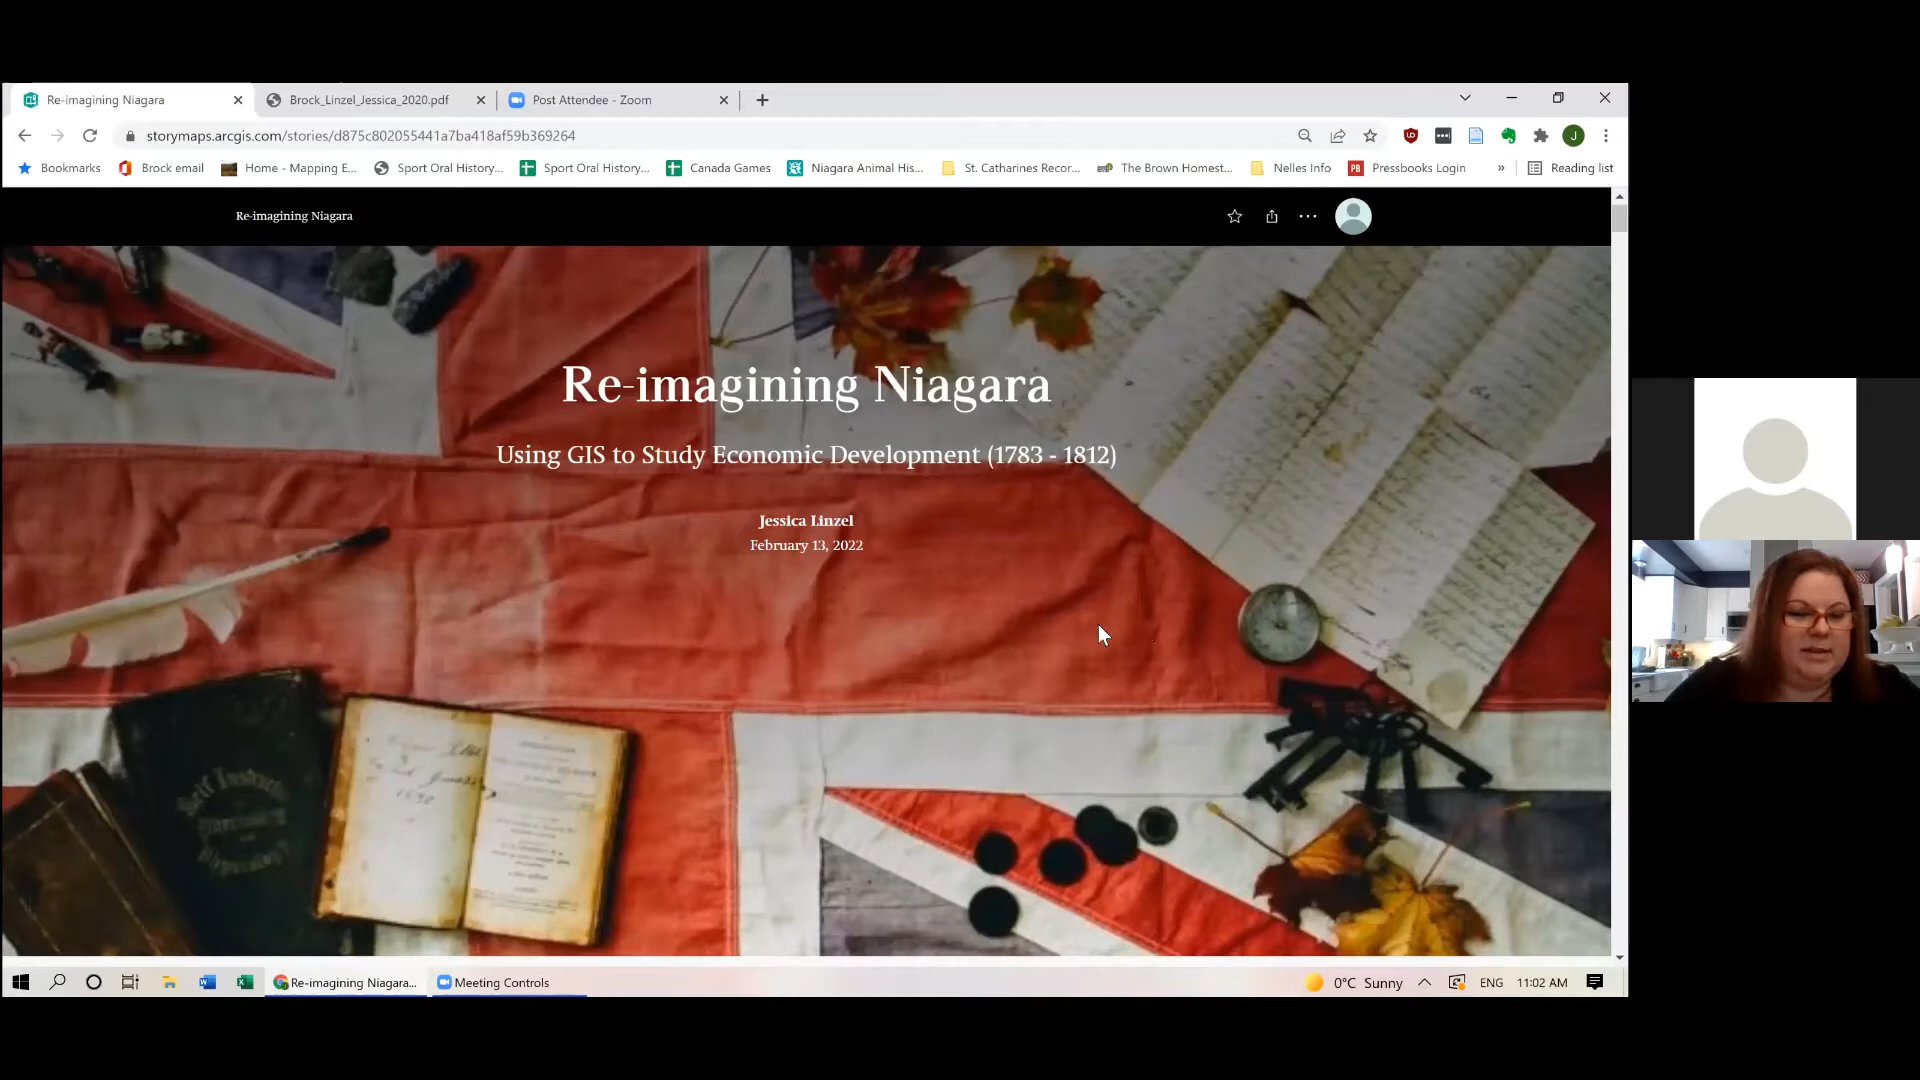 Re-imagining Niagara
Brock_Linzel_Jessica_2020.pdf
Post Attendee - Zoom
storymaps.arcgis.com/stories/d875c802055441a7ba418af59b369264
J
Bookmarks
Brock email
Home - Mapping E...
Sport Oral History...
Sport Oral History...
Canada Games
Niagara Animal His...
St. Catharines Recor...
The Brown Homest...
Nelles Info
PB
Pressbooks Login
»
Reading list
Re-imagining Niagara
Re-imagining Niagara
Using GIS to Study Economic Development (1783 - 1812)
Jessica Linzel
February 13, 2022
Re-imagining Niagara...
Meeting Controls
0°C Sunny
ENG
11:02 AM